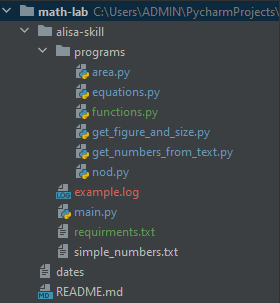 math-lab C:\Users\ADMIN\PycharmProjects\
alisa-skill
programs
area.py
equations.py
functions.py
get_figure_and_size.py
get_numbers_from_text.py
nod.py
example.log
main.py
requirments.txt
simple_numbers.txt
dates
README.md